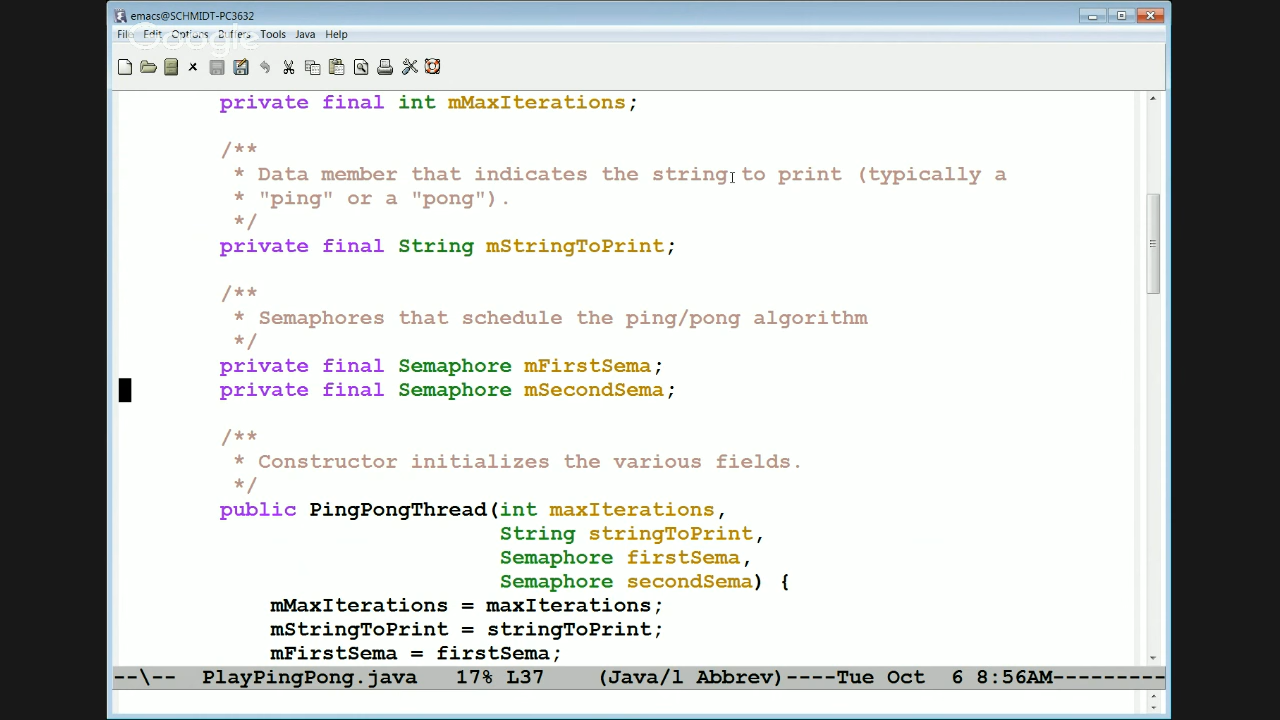 emacs@SCHMIDT-PC3632
File Edit Options Buffers Tools Java Help
Google
private final int mMaxIterations;
/**
* Data member that indicates the string to print (typically a
* "ping" or a "pong").
*/
private final String mStringToPrint;
/**
* Semaphores that schedule the ping/pong algorithm
*/
private final Semaphore mFirstSema;
private final Semaphore mSecondSema;
/**
* Constructor initializes the various fields.
*/
public PingPongThread(int maxIterations,
String stringToPrint,
Semaphore firstSema,
Semaphore secondSema) {
mMaxIterations = maxIterations;
mStringToPrint = stringToPrint;
mFirstSema = firstSema;
--\-- PlayPingPong.java 17% L37 (Java/l Abbrev)----Tue Oct 6 8:56AM---------